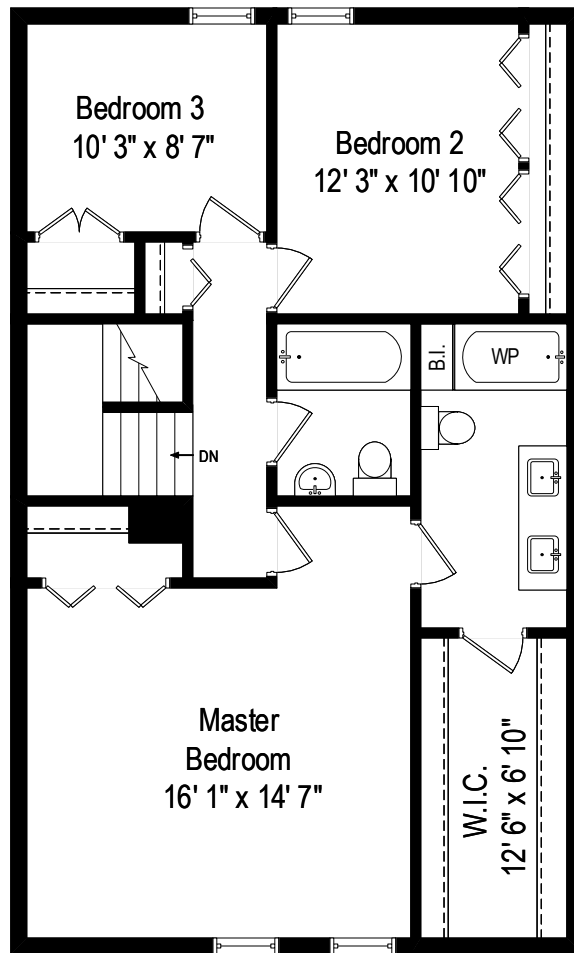 Bedroom 3
10' 3" x 8' 7"
Bedroom 2
12' 3" x 10' 10"
B.I.
WP
DN
Master
Bedroom
16' 1" x 14' 7"
W.I.C.
12' 6" x 6' 10"